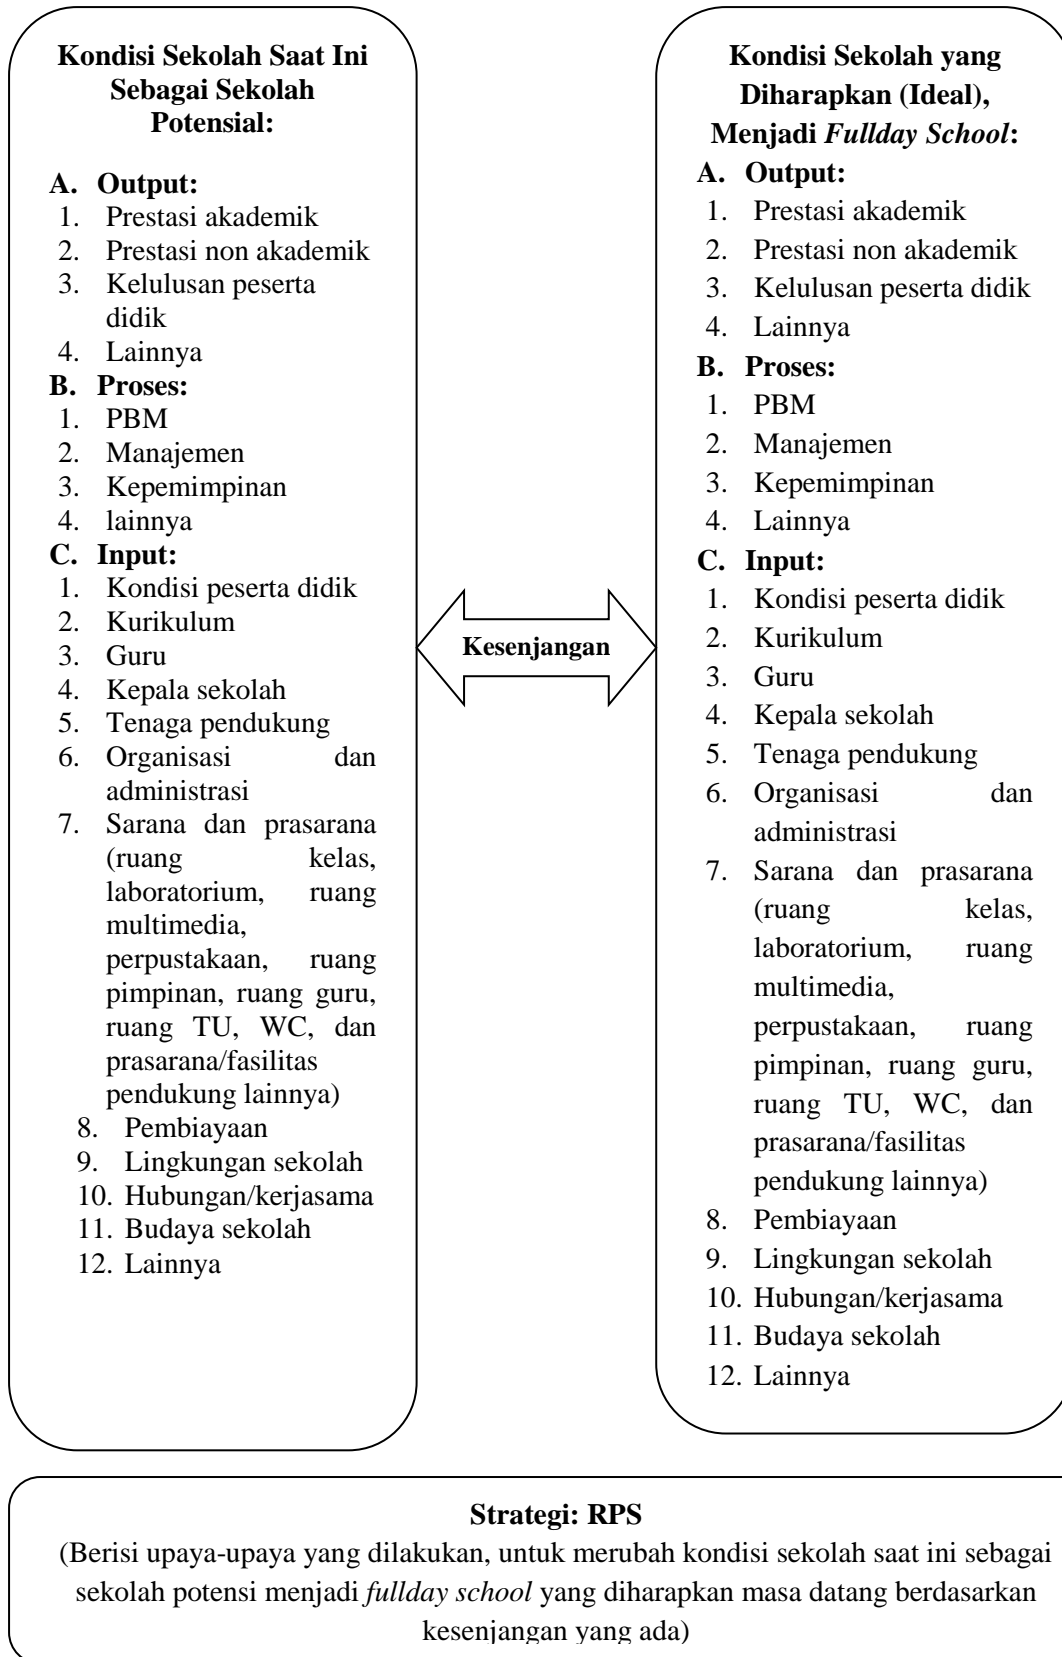 Kondisi Sekolah Saat Ini
Sebagai Sekolah
Potensial:
A. Output:
1. Prestasi akademik
2. Prestasi non akademik
3. Kelulusan peserta
didik
4. Lainnya
B. Proses:
1. PBM
2. Manajemen
3. Kepemimpinan
4. lainnya
C. Input:
1. Kondisi peserta didik
2. Kurikulum
3. Guru
4. Kepala sekolah
5. Tenaga pendukung
6. Organisasi dan
administrasi
7. Sarana dan prasarana
(ruang kelas,
laboratorium, ruang
multimedia,
perpustakaan, ruang
pimpinan, ruang guru,
ruang TU, WC, dan
prasarana/fasilitas
pendukung lainnya)
8. Pembiayaan
9. Lingkungan sekolah
10. Hubungan/kerjasama
11. Budaya sekolah
12. Lainnya
Kesenjangan
Kondisi Sekolah yang
Diharapkan (Ideal),
Menjadi Fullday School:
A. Output:
1. Prestasi akademik
2. Prestasi non akademik
3. Kelulusan peserta didik
4. Lainnya
B. Proses:
1. PBM
2. Manajemen
3. Kepemimpinan
4. Lainnya
C. Input:
1. Kondisi peserta didik
2. Kurikulum
3. Guru
4. Kepala sekolah
5. Tenaga pendukung
6. Organisasi dan
administrasi
7. Sarana dan prasarana
(ruang kelas,
laboratorium, ruang
multimedia,
perpustakaan, ruang
pimpinan, ruang guru,
ruang TU, WC, dan
prasarana/fasilitas
pendukung lainnya)
8. Pembiayaan
9. Lingkungan sekolah
10. Hubungan/kerjasama
11. Budaya sekolah
12. Lainnya
Strategi: RPS
(Berisi upaya-upaya yang dilakukan, untuk merubah kondisi sekolah saat ini sebagai
sekolah potensi menjadi fullday school yang diharapkan masa datang berdasarkan
kesenjangan yang ada)